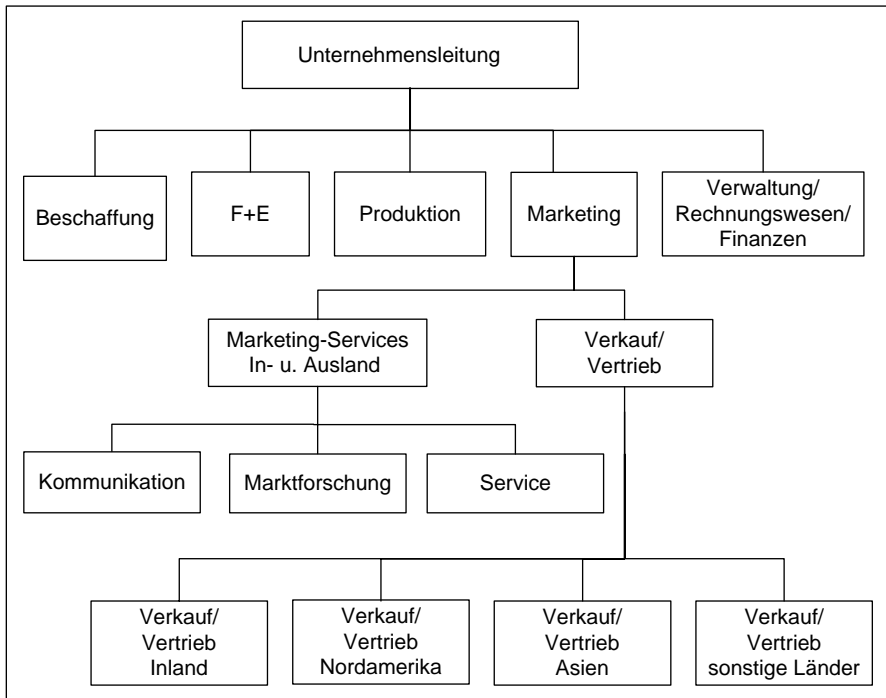 Unternehmensleitung
Beschaffung
F+E
Produktion
Marketing
Verwaltung/
Rechnungswesen/
Finanzen
Marketing-Services
In- u. Ausland
Verkauf/
Vertrieb
Kommunikation
Marktforschung
Service
Verkauf/
Vertrieb
Inland
Verkauf/
Vertrieb
Nordamerika
Verkauf/
Vertrieb
Asien
Verkauf/
Vertrieb
sonstige Länder